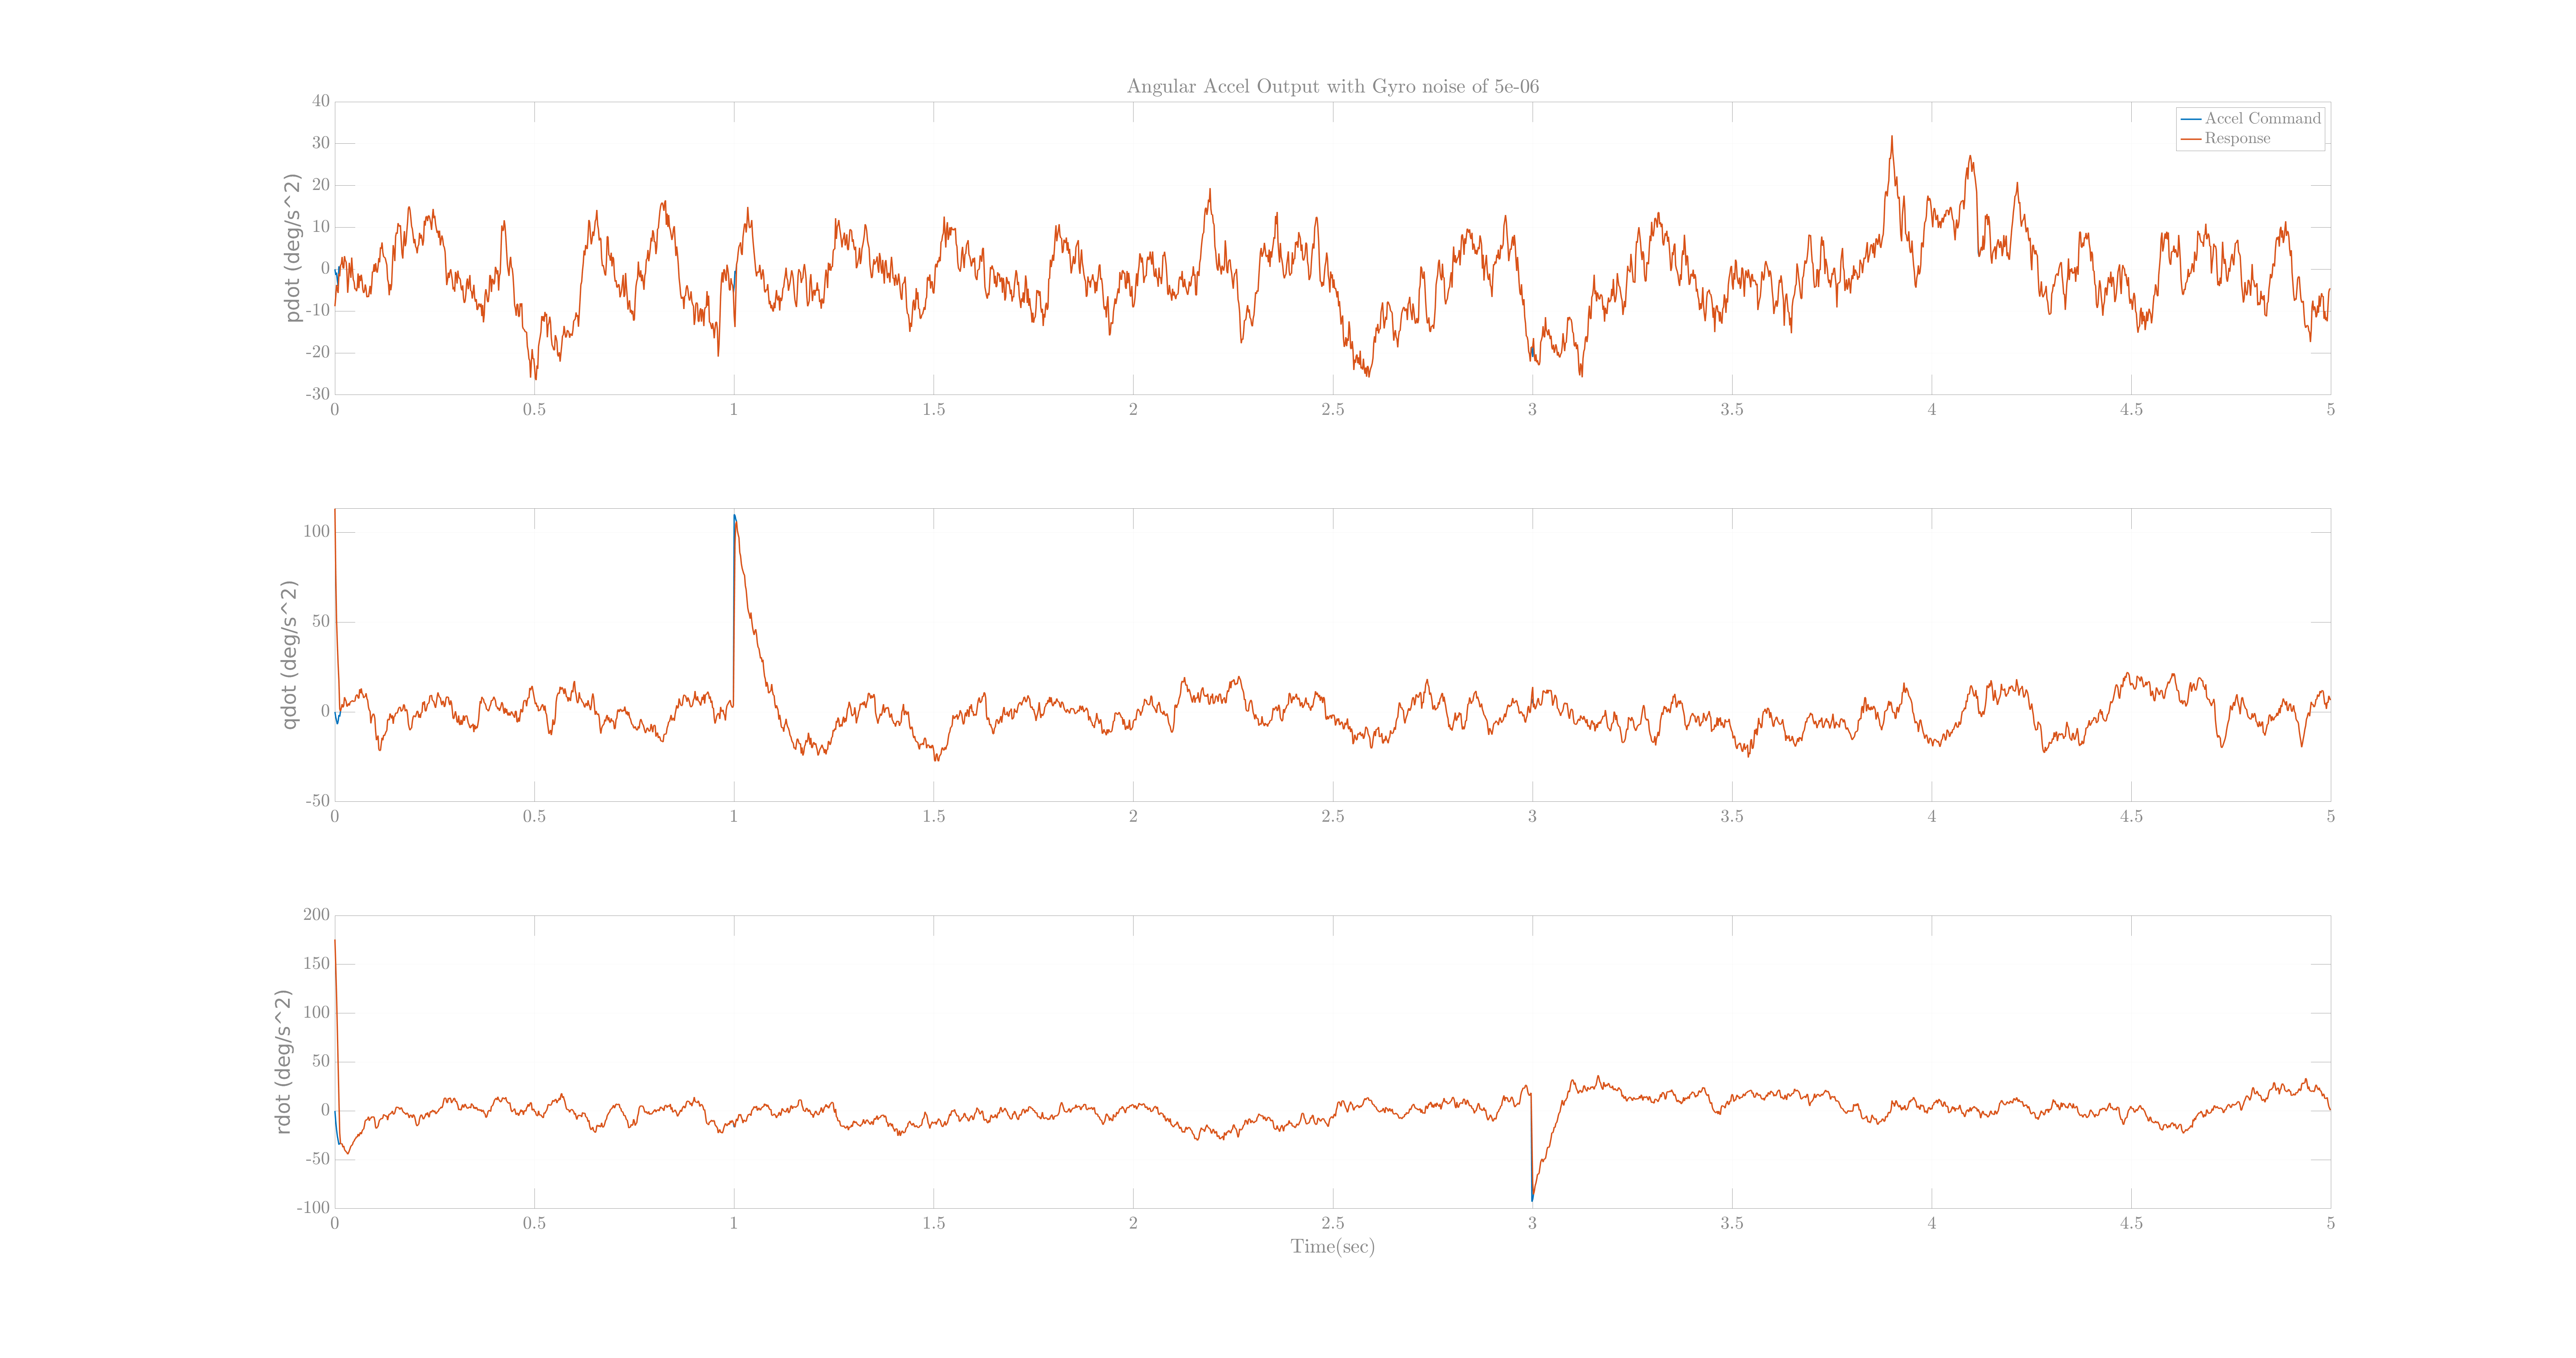 Angular Accel Output with Gyro noise of 5e-06
Accel Command
Response
pdot (deg/s^2)
40
30
20
10
0
-10
-20
-30
0 0.5 1 1.5 2 2.5 3 3.5 4 4.5 5
qdot (deg/s^2)
100
50
0
-50
0 0.5 1 1.5 2 2.5 3 3.5 4 4.5 5
rdot (deg/s^2)
200
150
100
50
0
-50
-100
0 0.5 1 1.5 2 2.5 3 3.5 4 4.5 5
Time(sec)